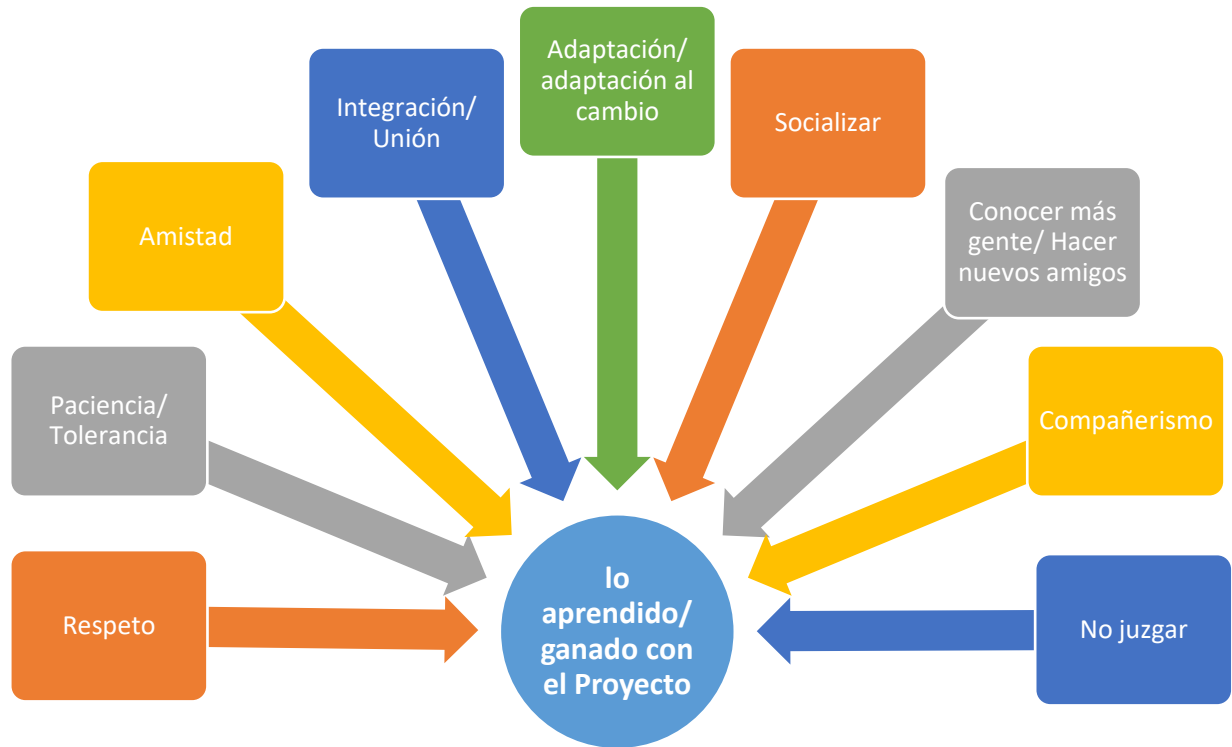 Respeto
Paciencia/
Tolerancia
Amistad
Integración/
Unión
Adaptación/
adaptación al
cambio
Socializar
Conocer más
gente/ Hacer
nuevos amigos
Compañerismo
No juzgar
lo
aprendido/
ganado con
el Proyecto